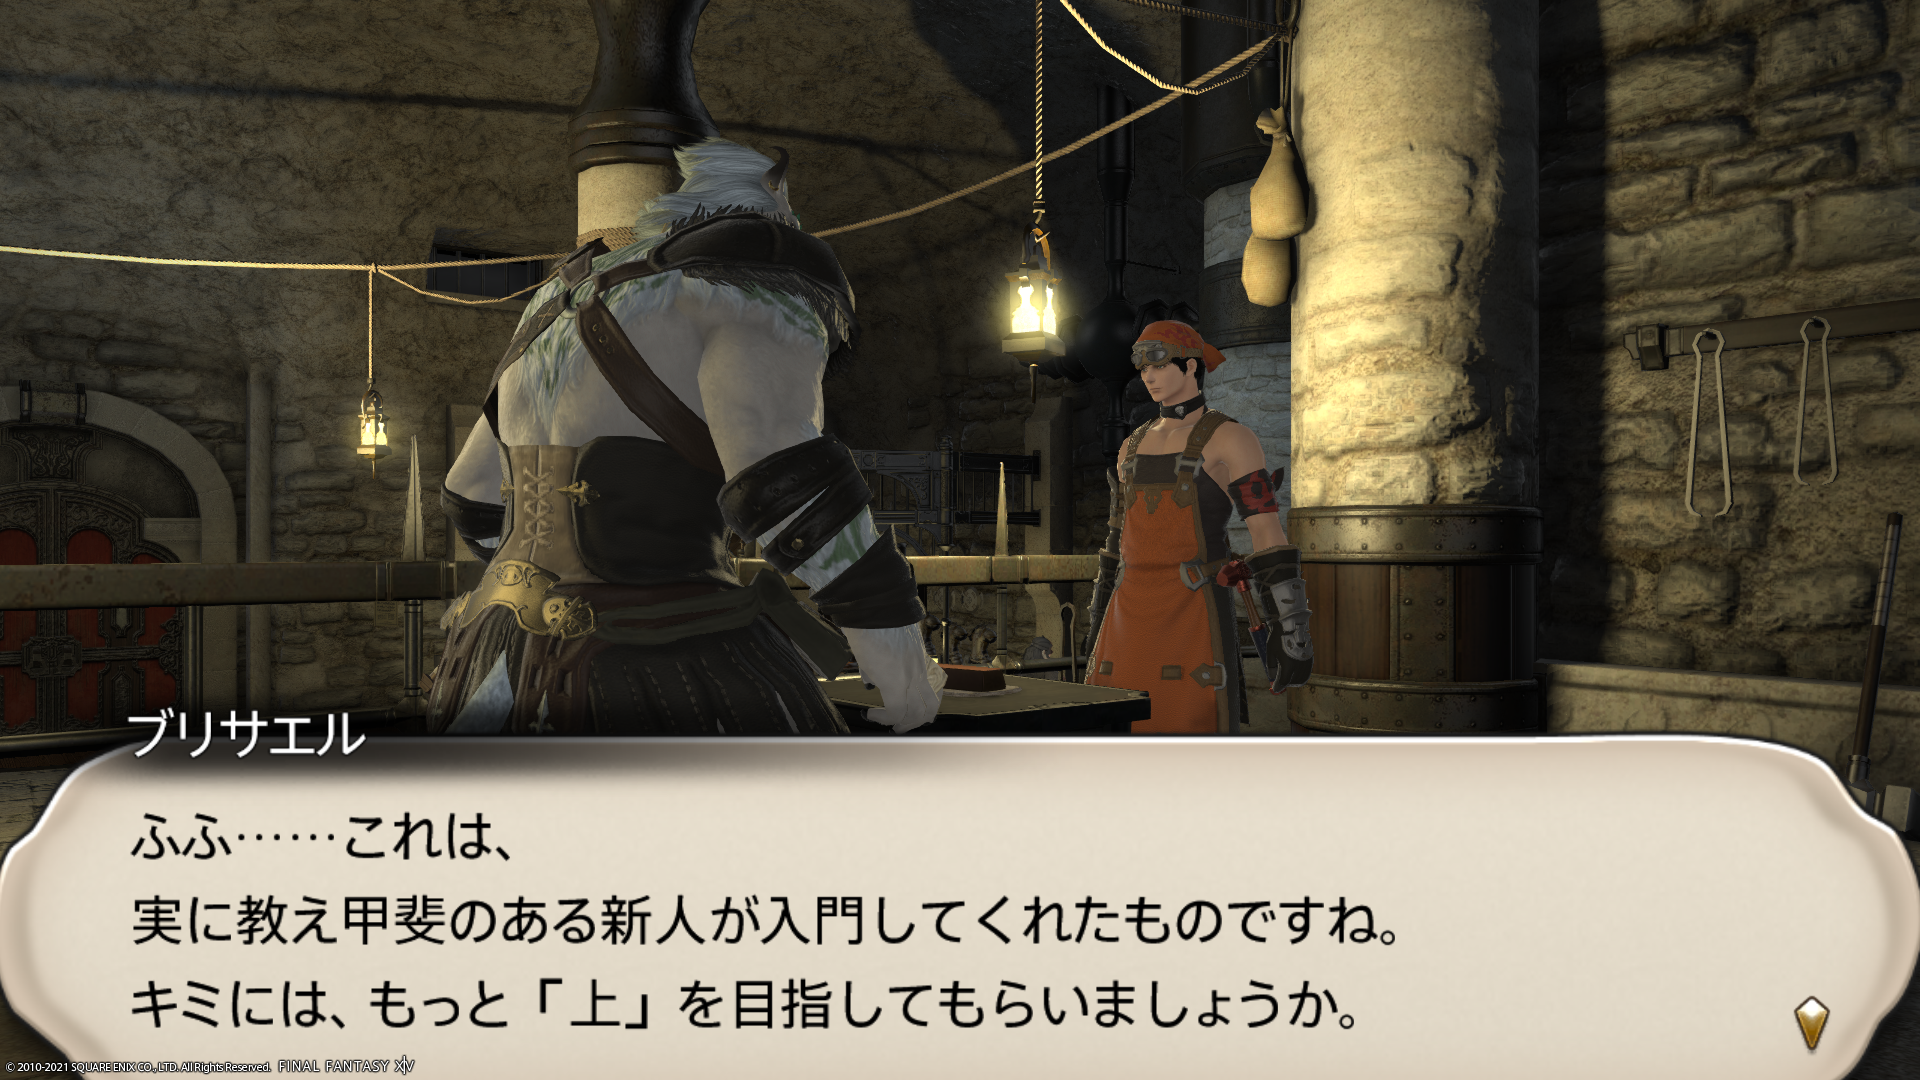 ブリサエル
ふふ……これは、
実に教え甲斐のある新人が入門してくれたものですね。
キミには、もっと「上」を目指してもらいましょうか。
© 2010-2021 SQUARE ENIX CO., LTD. All Rights Reserved. FINAL FANTASY XIV